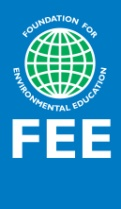 FOUNDATION FOR
ENVIRONMENTAL EDUCATION
FEE